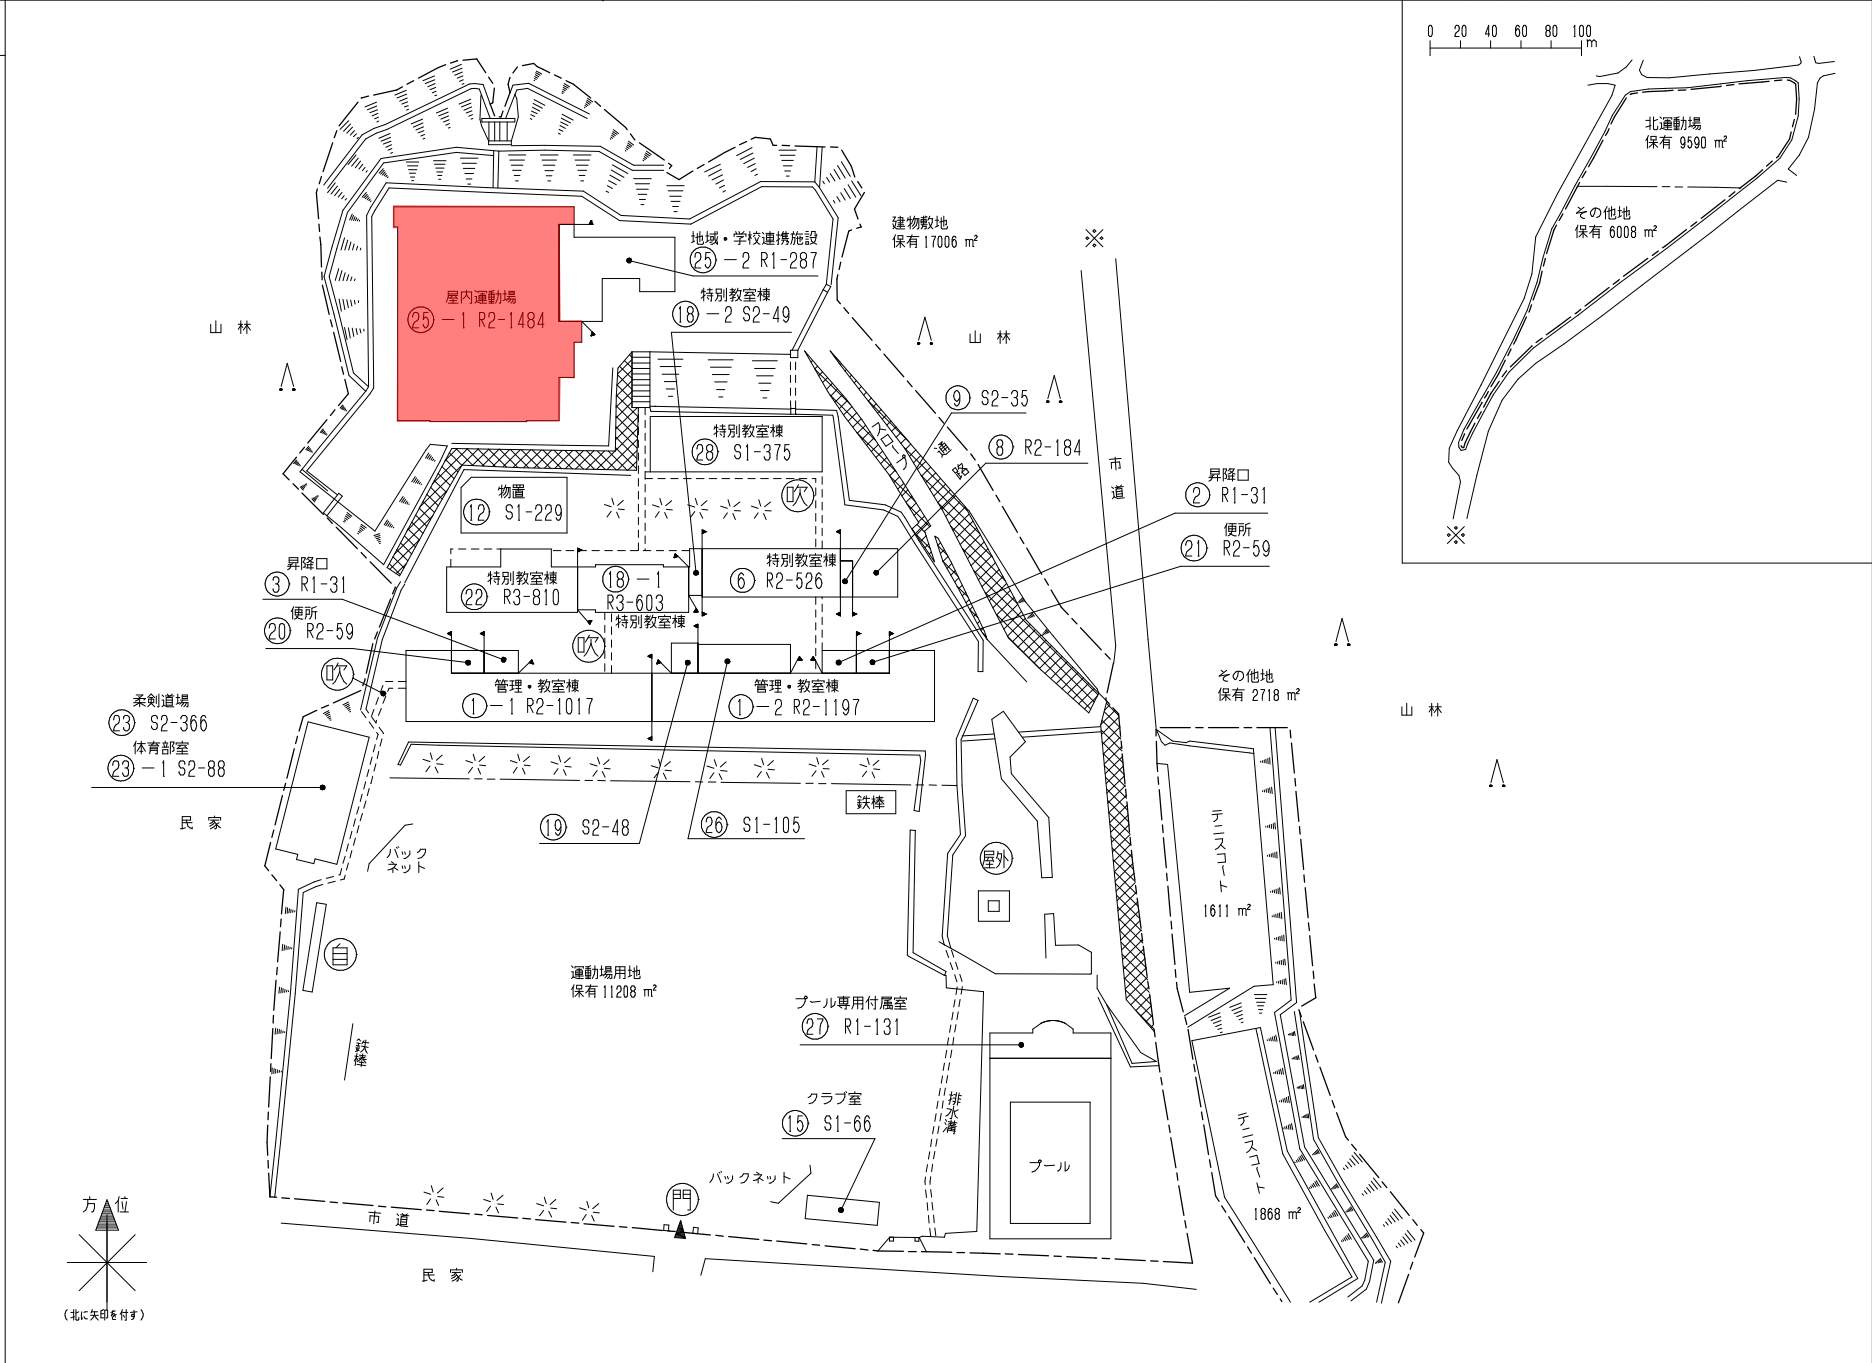 0 20 40 60 80 100
m
北運動場
保有 9590 m²
その他地
保有 6008 m²
※
建物敷地
保有17006 m²
※
地域・学校連携施設
㉕－2 R1-287
特別教室棟
⑱－2 S2-49
屋内運動場
㉕－1 R2-1484
山 林
山 林
⑨ S2-35
⑧ R2-184
スロープ
通路
市道
特別教室棟
㉘ S1-375
昇降口
② R1-31
便所
㉑ R2-59
物置
⑫ S1-229
吹
特別教室棟
㉒ R3-810
⑱－1
R3-603
特別教室棟
特別教室棟
⑥ R2-526
昇降口
③ R1-31
便所
⑳ R2-59
吹
吹
管理・教室棟
①－1 R2-1017
管理・教室棟
①－2 R2-1197
柔剣道場
㉓ S2-366
体育部室
㉓－1 S2-88
その他地
保有 2718 m²
山 林
民 家
鉄棒
⑲ S2-48
㉖ S1-105
バック
ネット
屋外
テニスコート
1611 m²
自
運動場用地
保有11208 m²
鉄棒
プール専用付属室
㉗ R1-131
クラブ室
⑮ S1-66
排水溝
プール
テニスコート
1868 m²
バックネット
門
市 道
民 家
方 位
(北に矢印を付す)